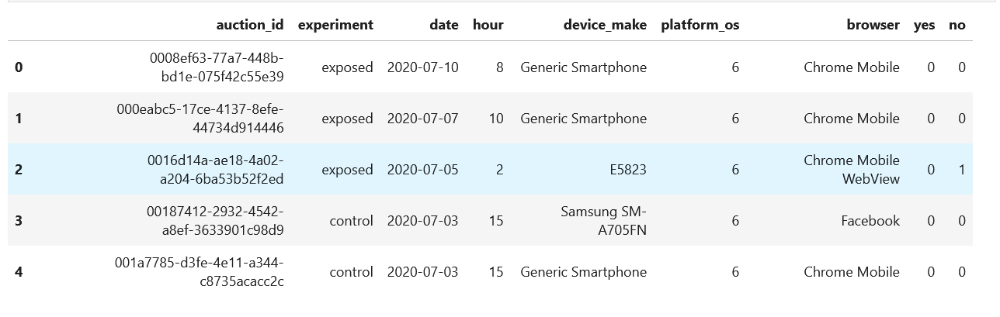 auction_id experiment date hour device_make platform_os browser yes no
0 0008ef63-77a7-448b-bd1e-075f42c55e39 exposed 2020-07-10 8 Generic Smartphone 6 Chrome Mobile 0 0
1 000eabc5-17ce-4137-8efe-44734d914446 exposed 2020-07-07 10 Generic Smartphone 6 Chrome Mobile 0 0
2 0016d14a-ae18-4a02-a204-6ba53b52f2ed exposed 2020-07-05 2 E5823 6 Chrome Mobile WebView 0 1
3 00187412-2932-4542-a8ef-3633901c98d9 control 2020-07-03 15 Samsung SM-A705FN 6 Facebook 0 0
4 001a7785-d3fe-4e11-a344-c8735acacc2c control 2020-07-03 15 Generic Smartphone 6 Chrome Mobile 0 0